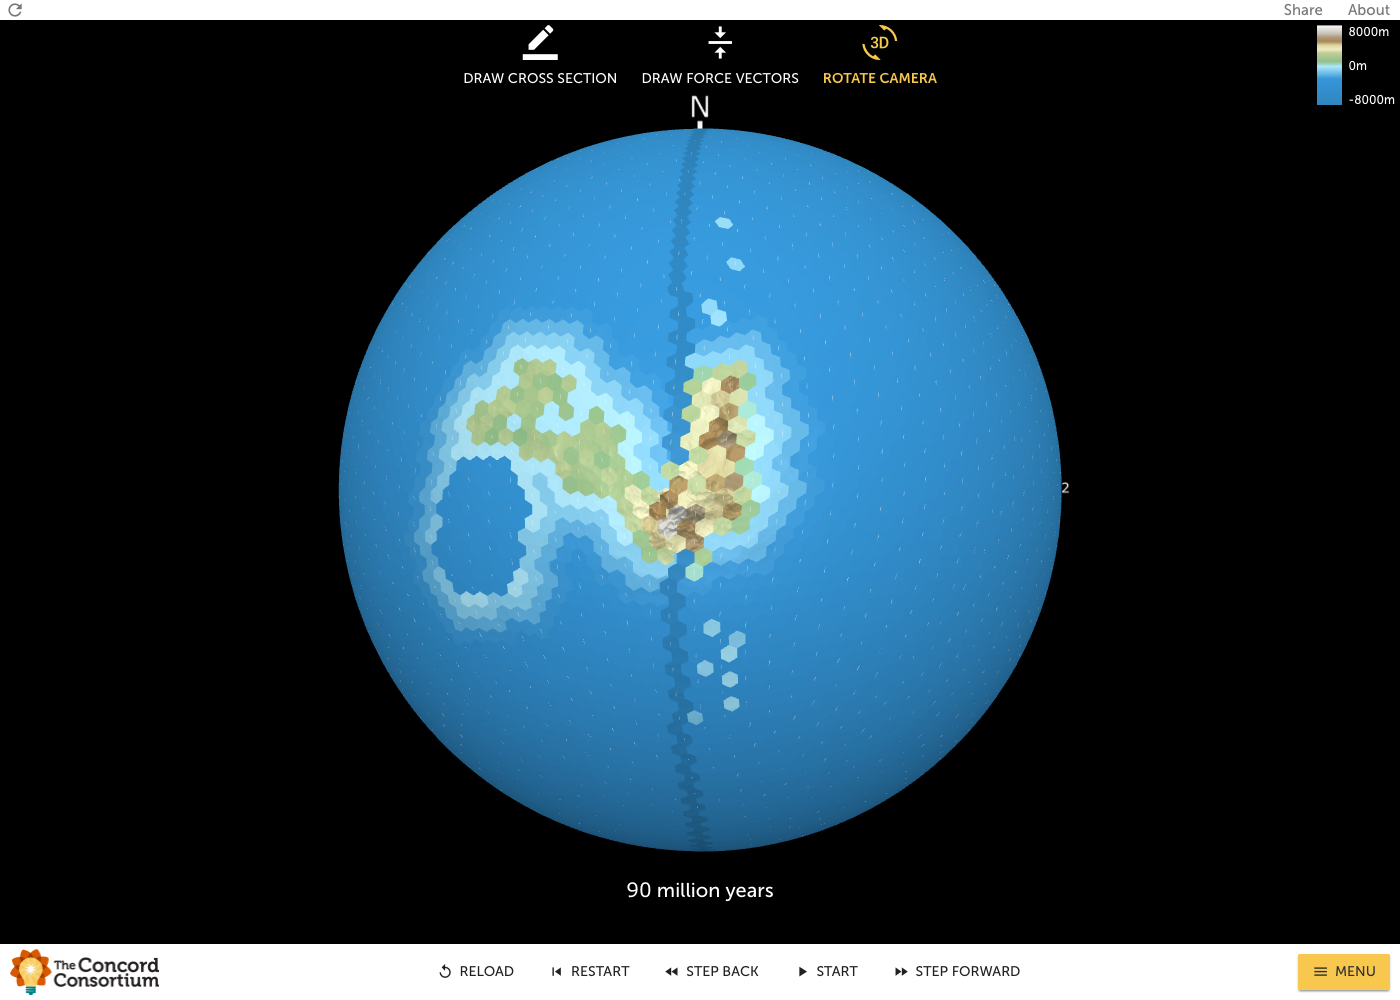 Share About
8000m
0m
-8000m
3D
DRAW CROSS SECTION DRAW FORCE VECTORS ROTATE CAMERA
N
2
90 million years
The Concord
Consortium
RELOAD RESTART STEP BACK START STEP FORWARD MENU